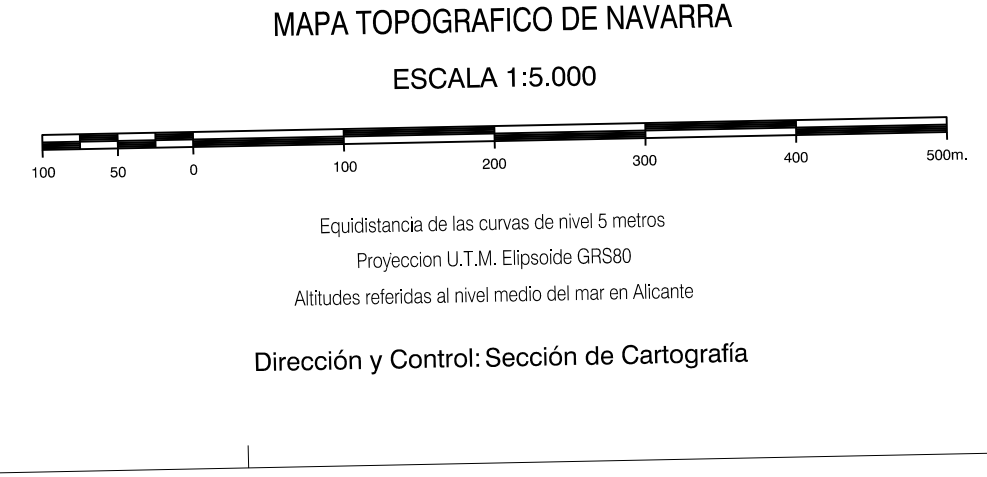 MAPA TOPOGRAFICO DE NAVARRA
ESCALA 1:5.000
100 50 0 100 200 300 400 500m.
Equidistancia de las curvas de nivel 5 metros
Proyeccion U.T.M. Elipsoide GRS80
Altitudes referidas al nivel medio del mar en Alicante
Dirección y Control: Sección de Cartografía